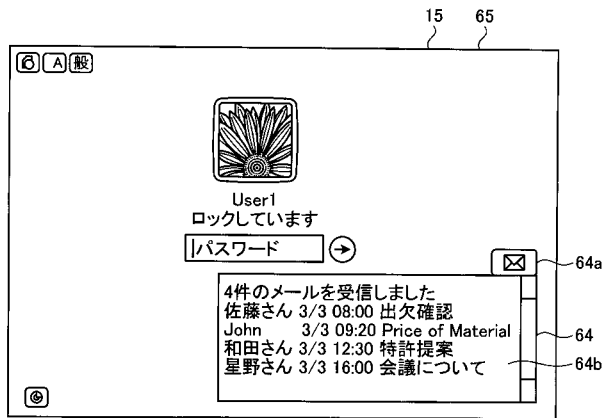 15 65
A 般
User1
ロックしています
パスワード
64a
4件のメールを受信しました
佐藤さん 3/3 08:00 出欠確認
John 3/3 09:20 Price of Material
64
和田さん 3/3 12:30 特許提案
星野さん 3/3 16:00 会議について
64b